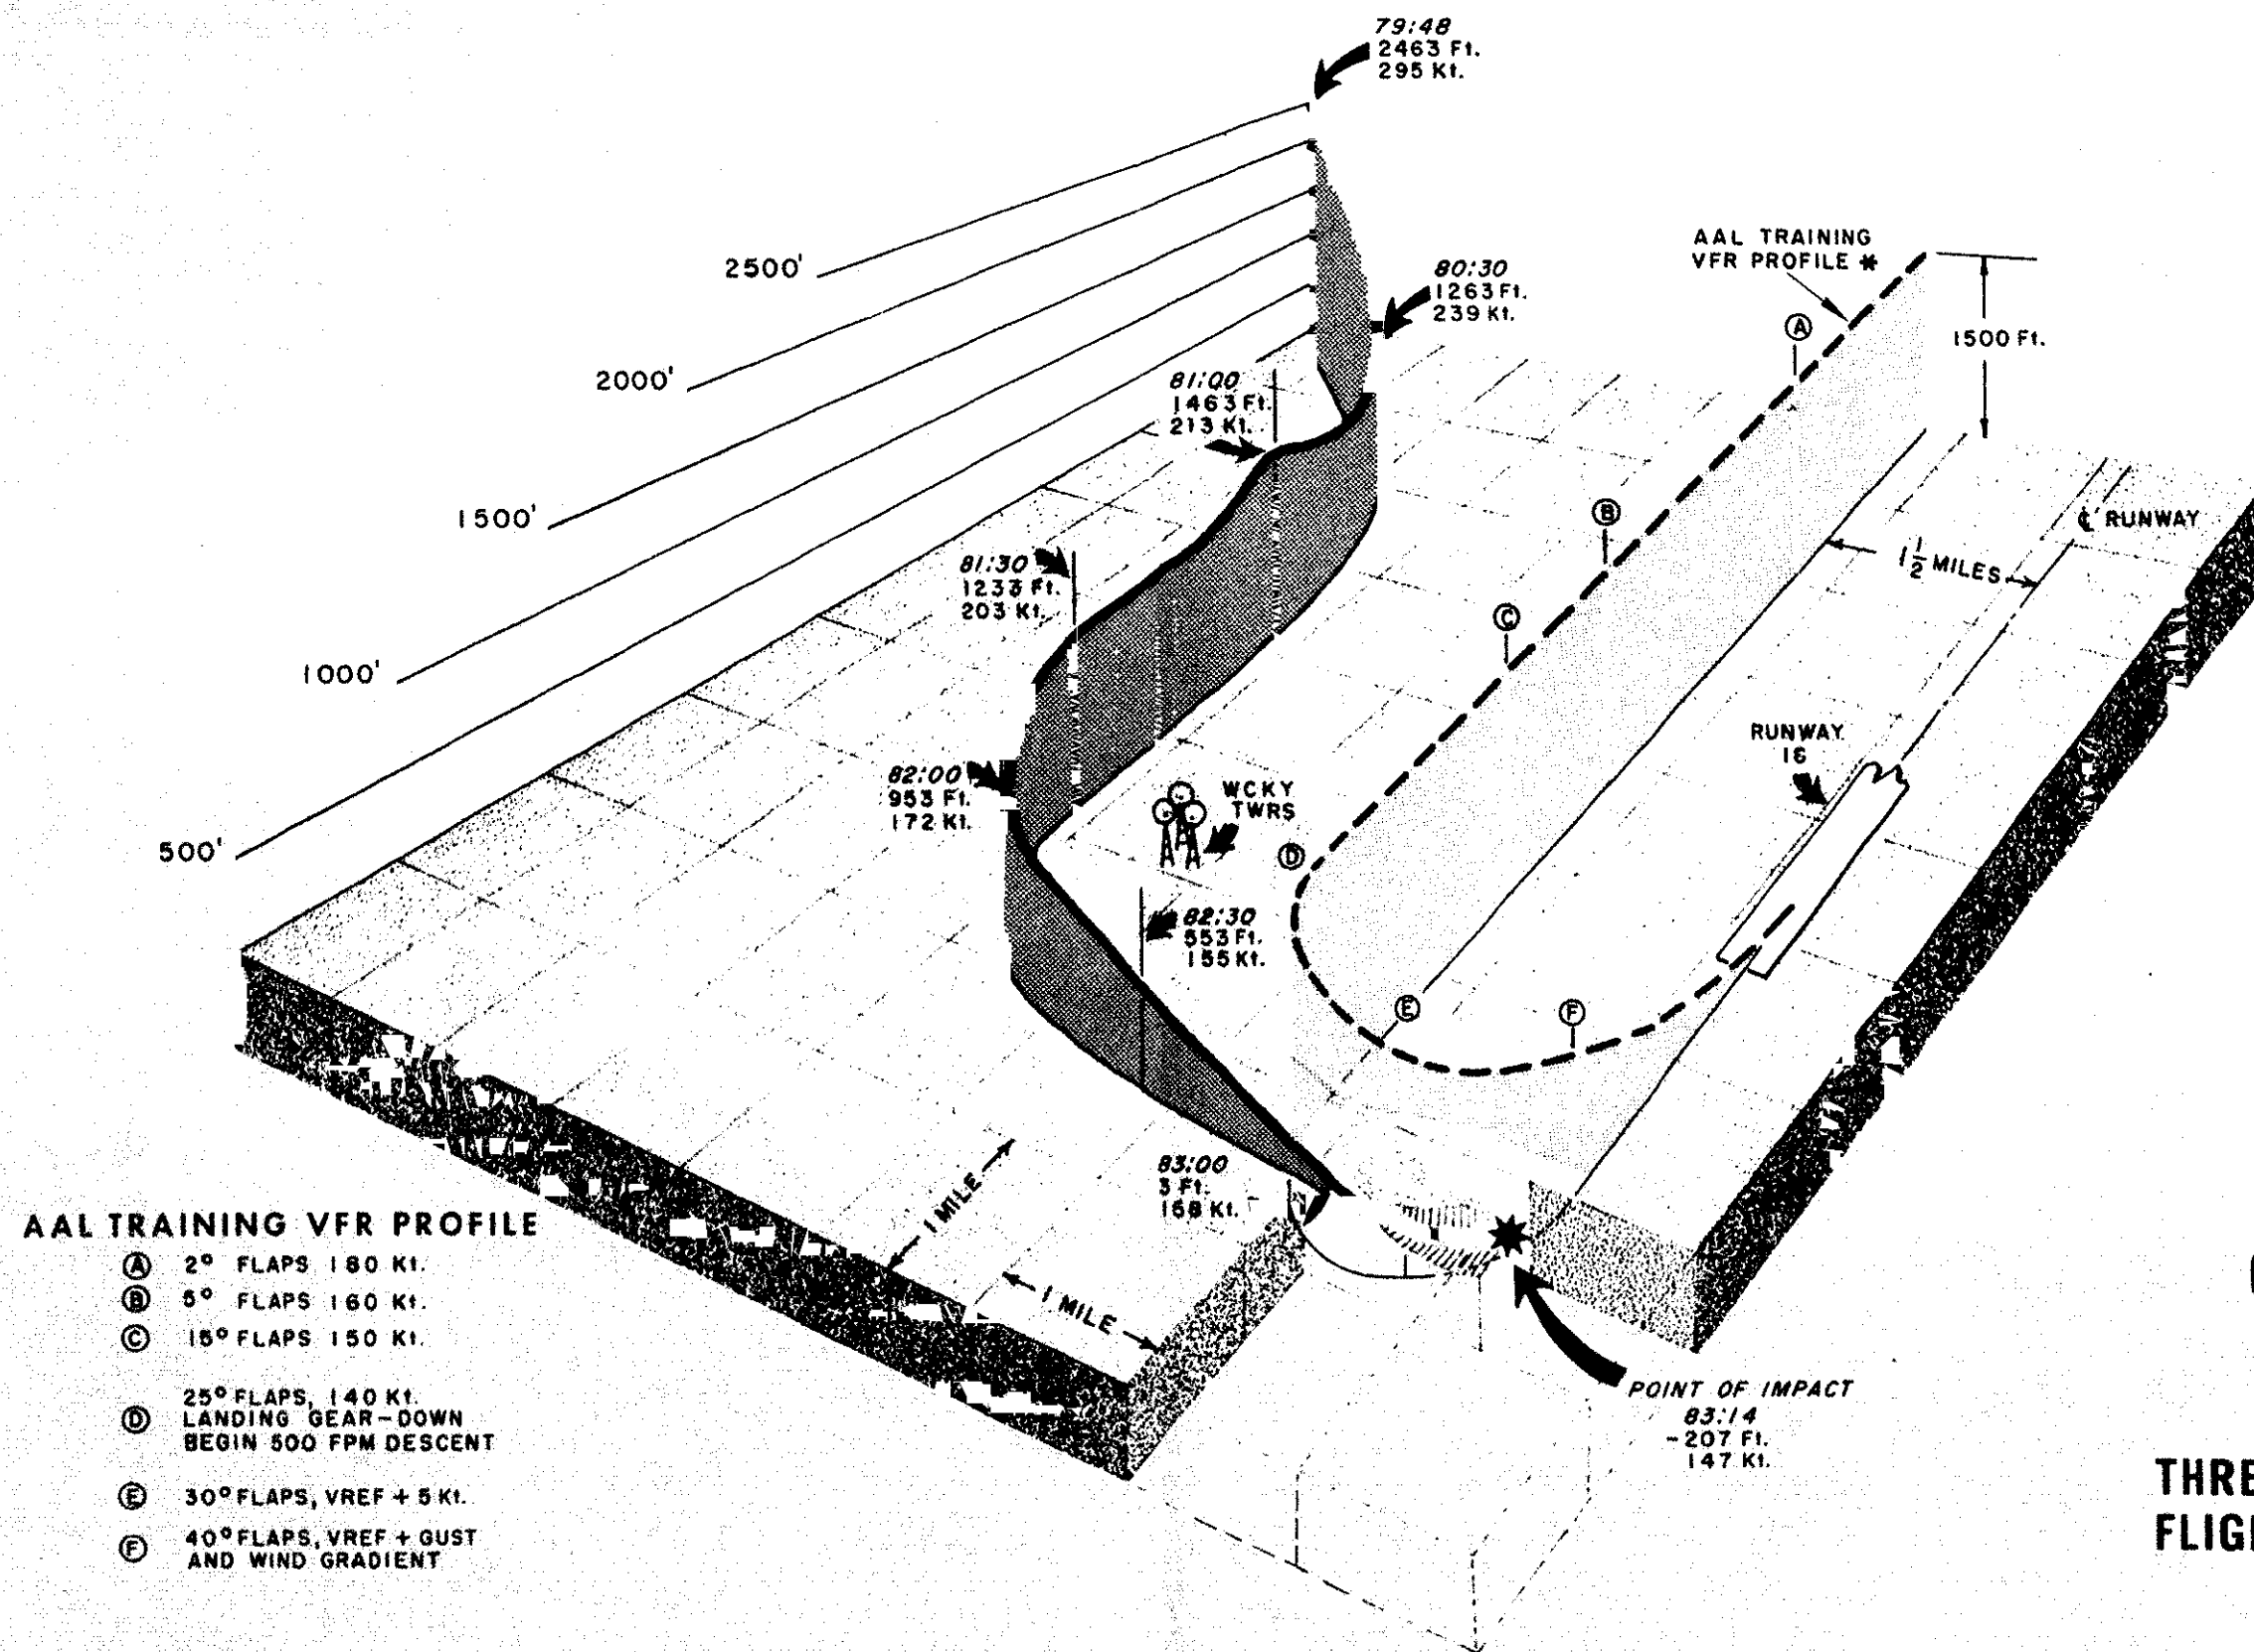 79:48
2463 Ft.
295 Kt.
AAL TRAINING
VFR PROFILE *
2500'
80:30
1263 Ft.
239 Kt.
A
1500 Ft.
2000'
81:00
1463 Ft.
213 Kt.
1500'
B
℄ RUNWAY
1 1/2 MILES
81:30
1233 Ft.
203 Kt.
C
1000'
RUNWAY
18
82:00
953 Ft.
172 Kt.
WCKY
TWRS
500'
D
82:30
553 Ft.
155 Kt.
E
F
83:00
3 Ft.
1 MILE
1 MILE
AAL TRAINING VFR PROFILE
A 2° FLAPS 180 Kt.
B 5° FLAPS 160 Kt.
C 15° FLAPS 150 Kt.
25° FLAPS, 140 Kt.
D LANDING GEAR-DOWN
BEGIN 500 FPM DESCENT
E 30° FLAPS, VREF + 5 Kt.
40° FLAPS, VREF + GUST
F AND WIND GRADIENT
POINT OF IMPACT
83:14
-207 Ft.
147 Kt.
THRE
FLIG